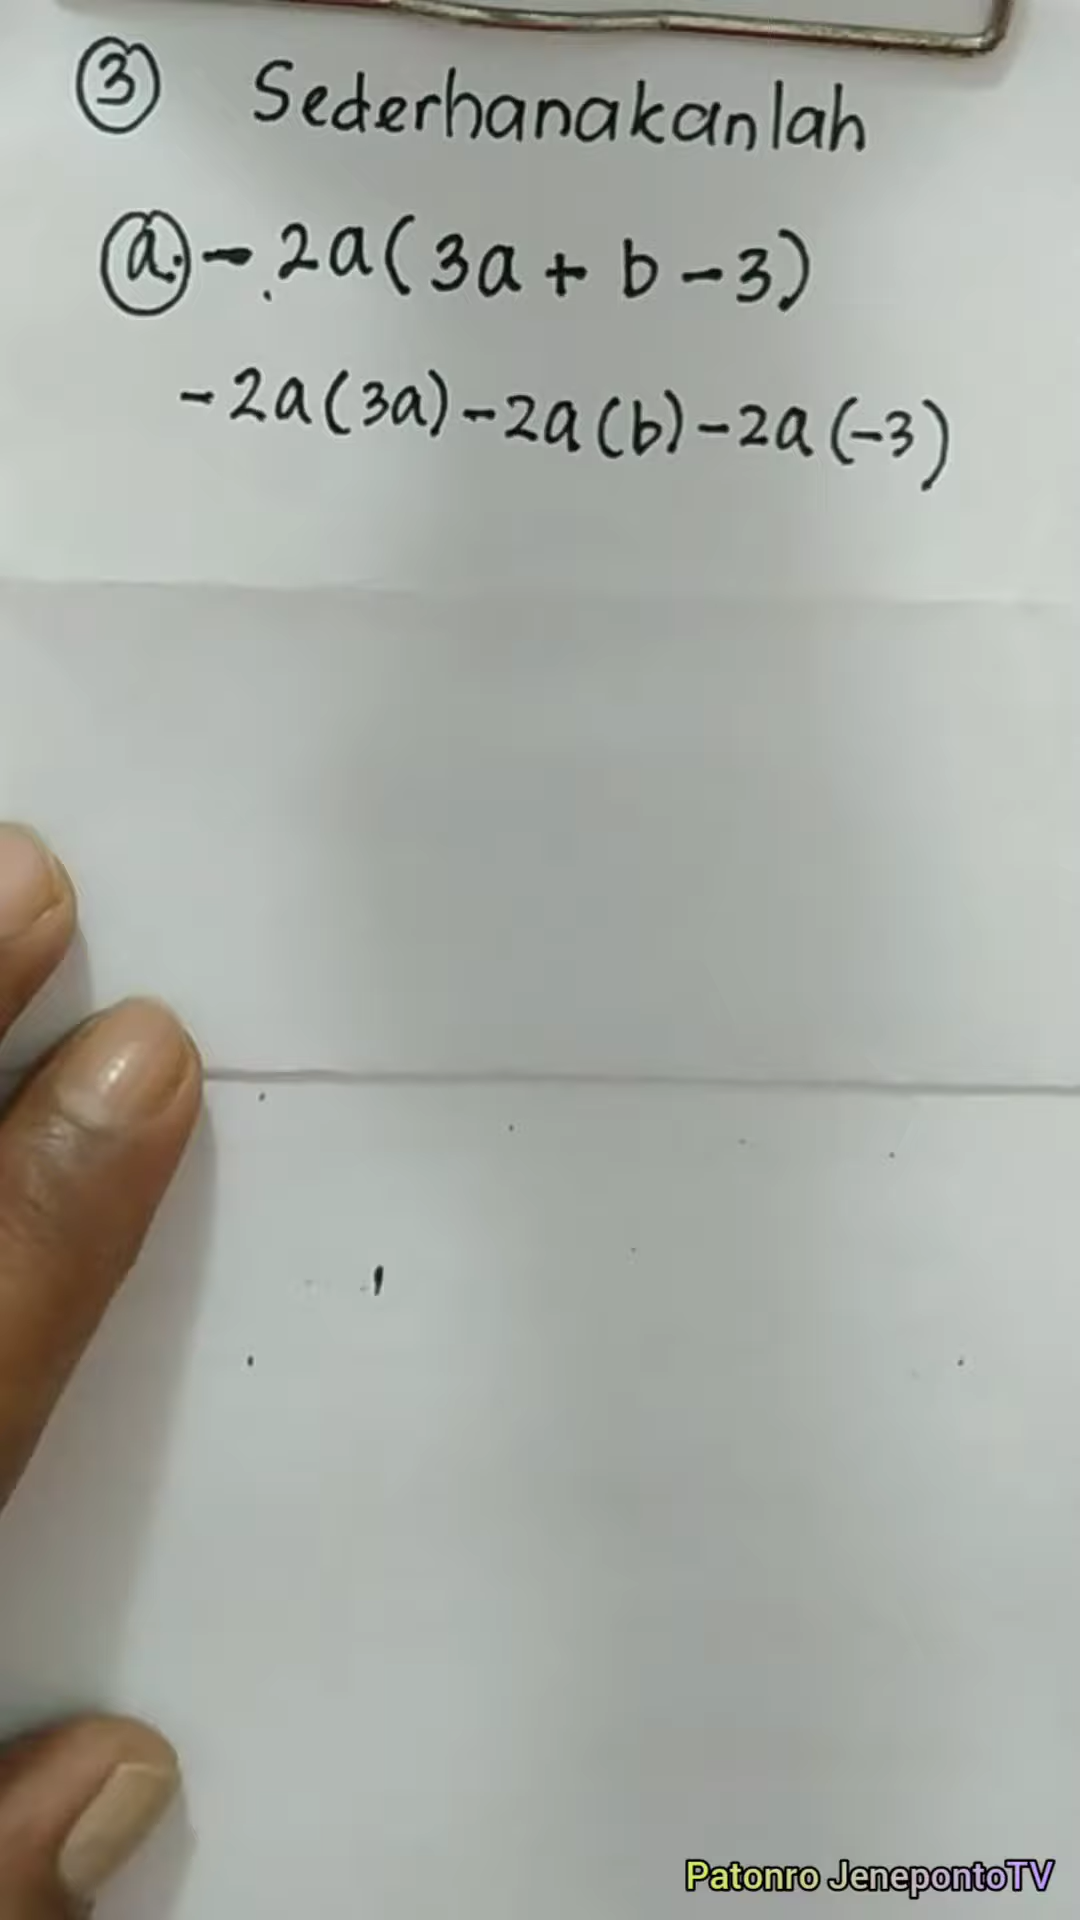 ③ Sederhanakanlah
ⓐ. - 2a(3a + b - 3)
-2a(3a)-2a(b)-2a(-3)
Patonro JenepontoTV